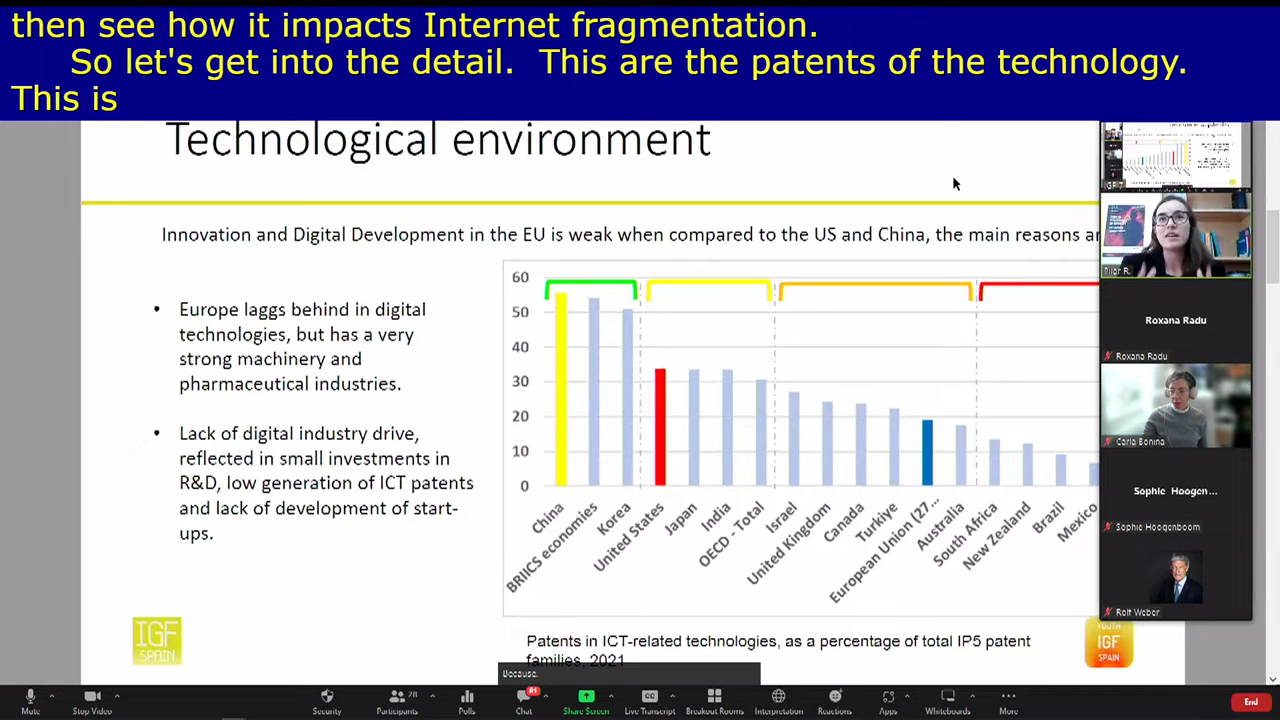 then see how it impacts Internet fragmentation.
So let's get into the detail.  This are the patents of the technology.
This is
Technological environment
Innovation and Digital Development in the EU is weak when compared to the US and China, the main reasons ar
• Europe laggs behind in digital
technologies, but has a very
strong machinery and
pharmaceutical industries.
• Lack of digital industry drive,
reflected in small investments in
R&D, low generation of ICT patents
and lack of development of start-
ups.
60
50
40
30
20
10
0
China
BRIICS economies
Korea
United States
Japan
India
OECD - Total
Israel
United Kingdom
Canada
Turkiye
European Union (27...
Australia
South Africa
New Zealand
Brazil
Mexico
Patents in ICT-related technologies, as a percentage of total IP5 patent
families, 2021
Because.
IGF
SPAIN
YOUTH
IGF
SPAIN
Pilar R.
Roxana Radu
Roxana Radu
Carla Bonina
Sophie Hoogen...
Sophie Hoogenboom
Rolf Weber
Mute
Stop Video
Security
Participants
28
Polls
Chat
81
Share Screen
Live Transcript
Breakout Rooms
Interpretation
Reactions
Apps
Whiteboards
More
End